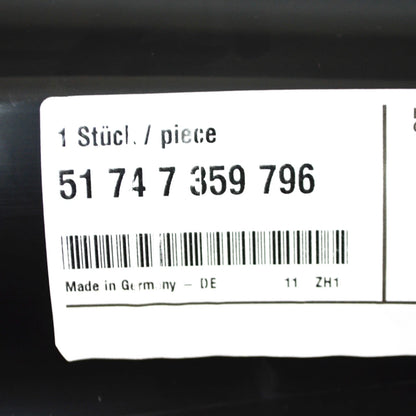 1 Stück / piece
51 74 7 359 796
Made in Germany - DE 11 ZH1